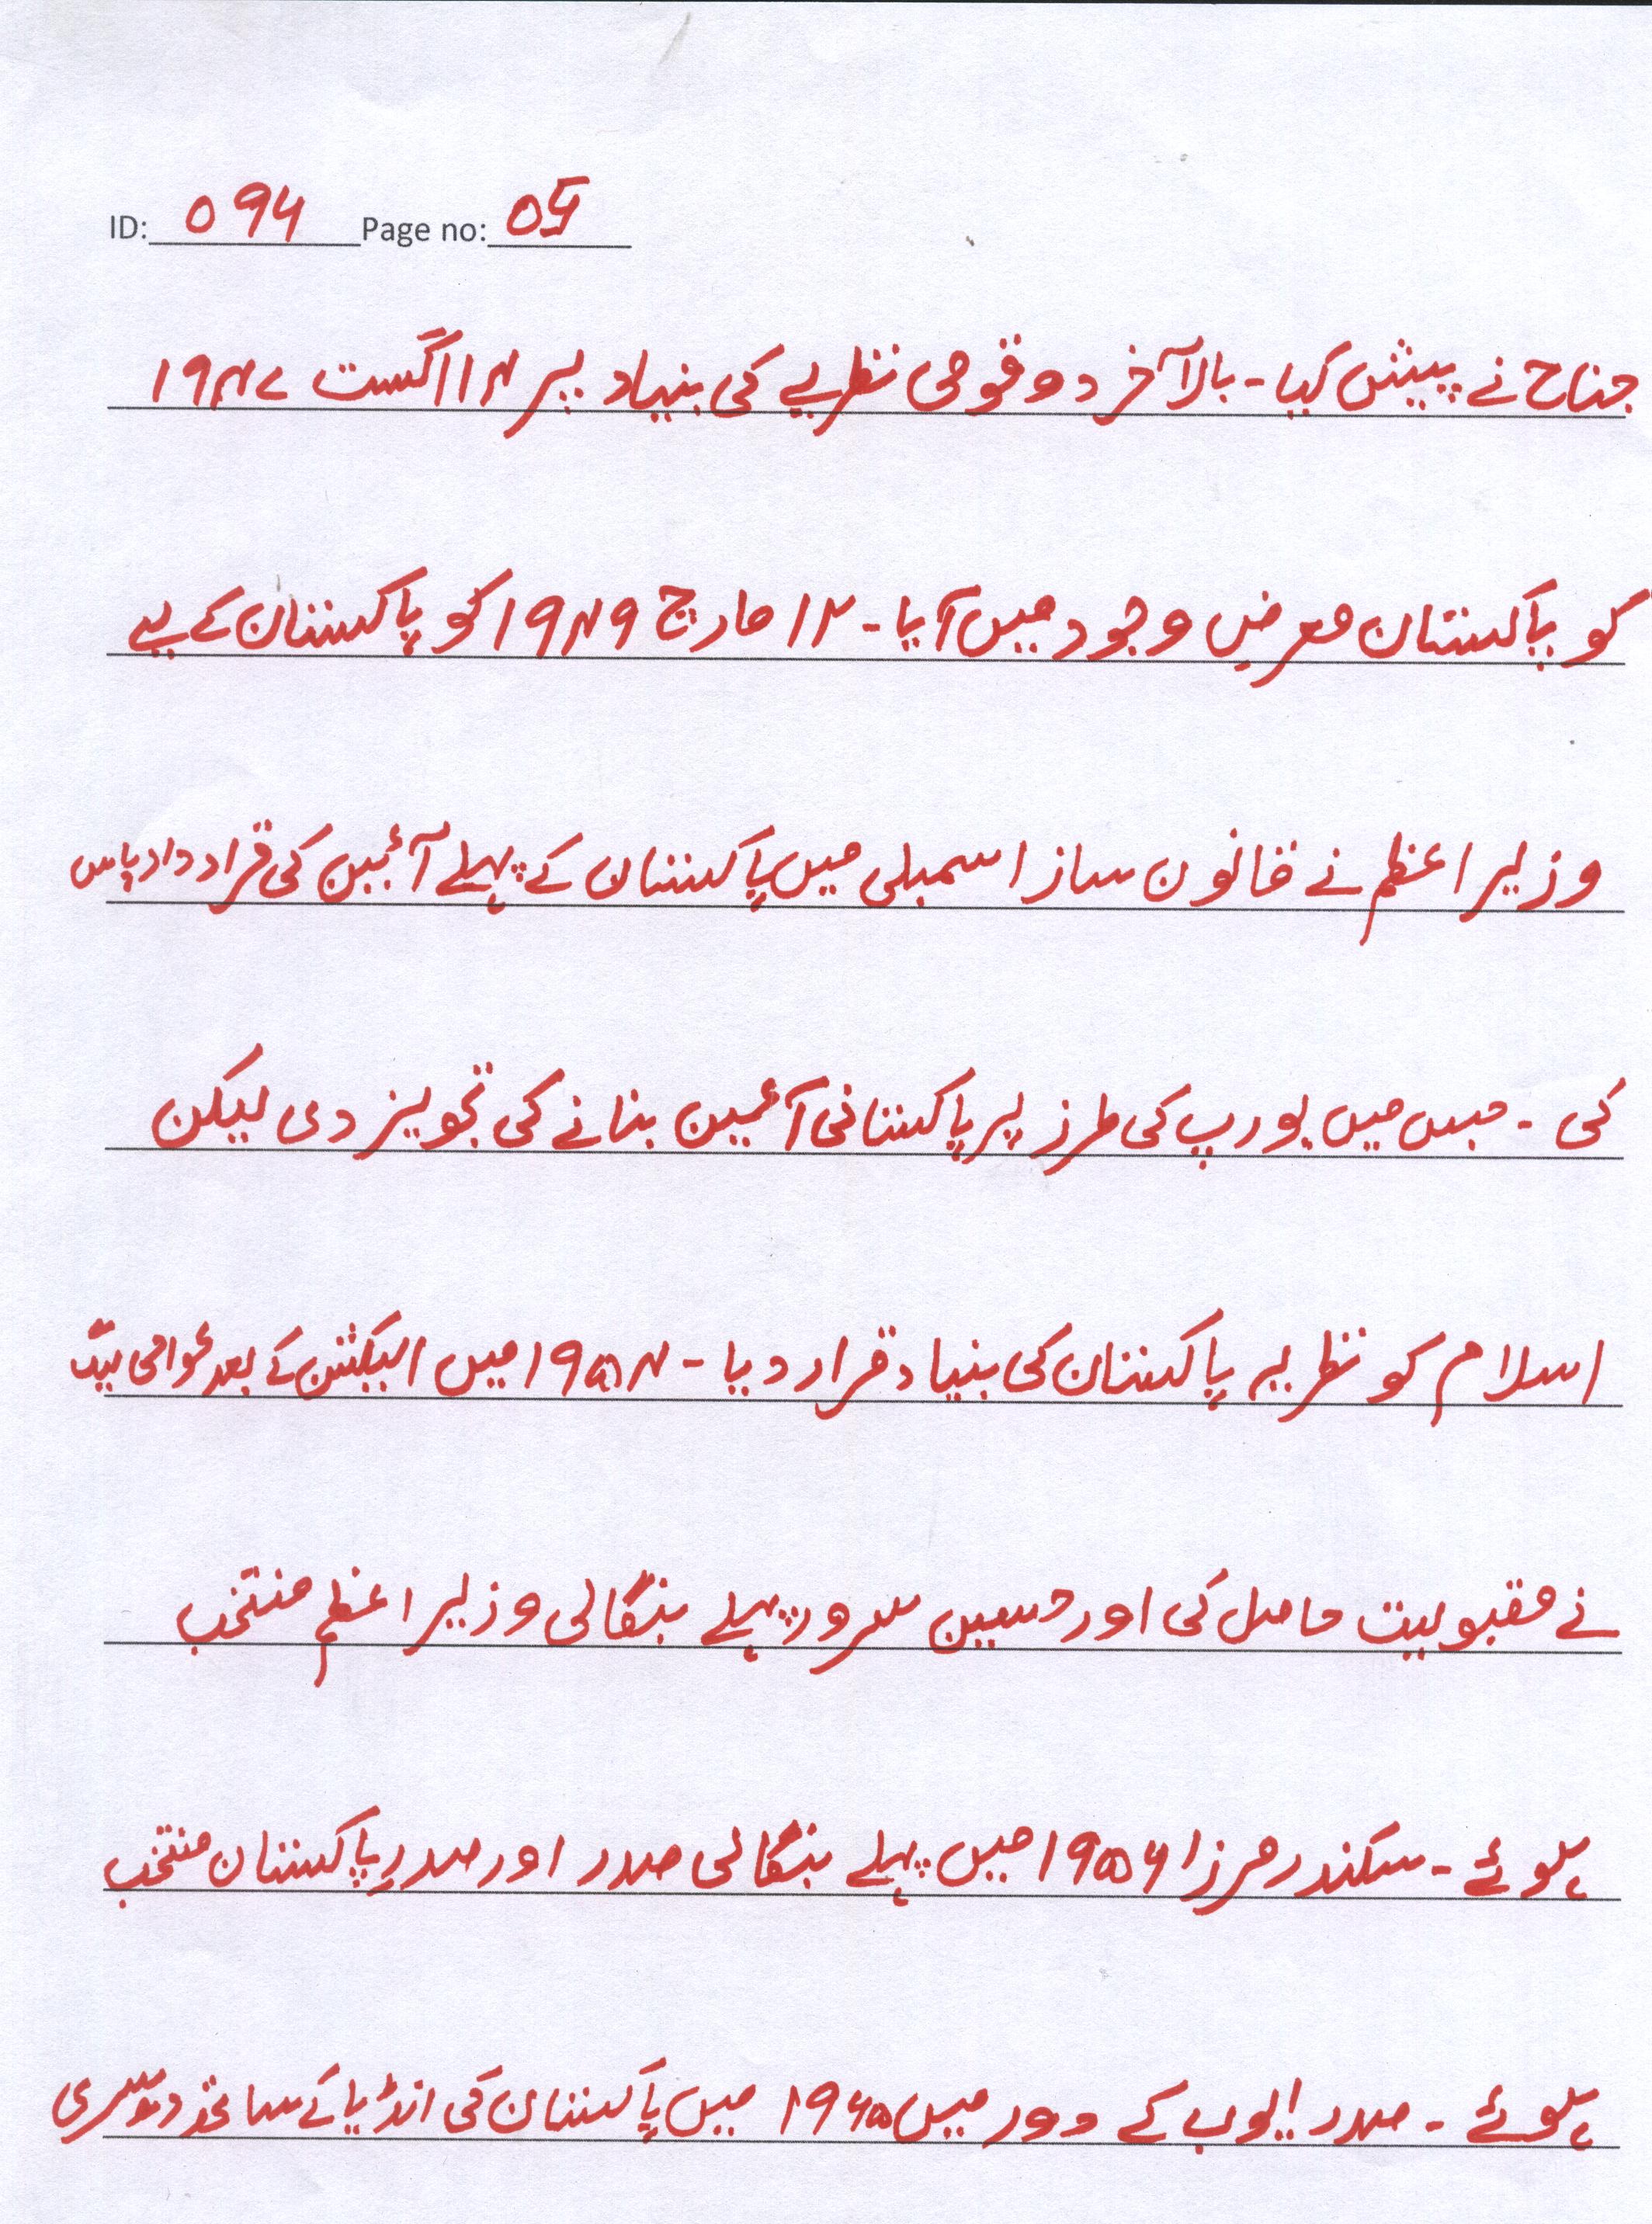 ID: 094 Page no: 05
جناح نے پیش کیا۔ بالآخر دو قومی نظریے کی بنیاد پر ۱۴ اگست ۱۹۴۷
کو پاکستان معرضِ وجود میں آیا۔ ۱۲ مارچ ۱۹۴۹ کو پاکستان کے لیے
وزیر اعظم نے قانون ساز اسمبلی میں پاکستان کے پہلے آئین کی قرارداد پاس
کی۔ جس میں یورپ کی طرز پر پاکستانی آئین بنانے کی تجویز دی لیکن
اسلام کو نظریہ پاکستان کی بنیاد قرار دیا۔ ۱۹۵۴ میں الیکشن کے بعد عوامی لیگ
نے مقبولیت حاصل کی اور حسین سرور پہلے بنگالی وزیر اعظم منتخب
ہوئے۔ سکندر مرزا ۱۹۵۶ میں پہلے بنگالی صدر اور صدرِ پاکستان منتخب
ہوئے۔ صدر ایوب کے دور میں ۱۹۶۵ میں پاکستان کی انڈیا کے ساتھ دوسری